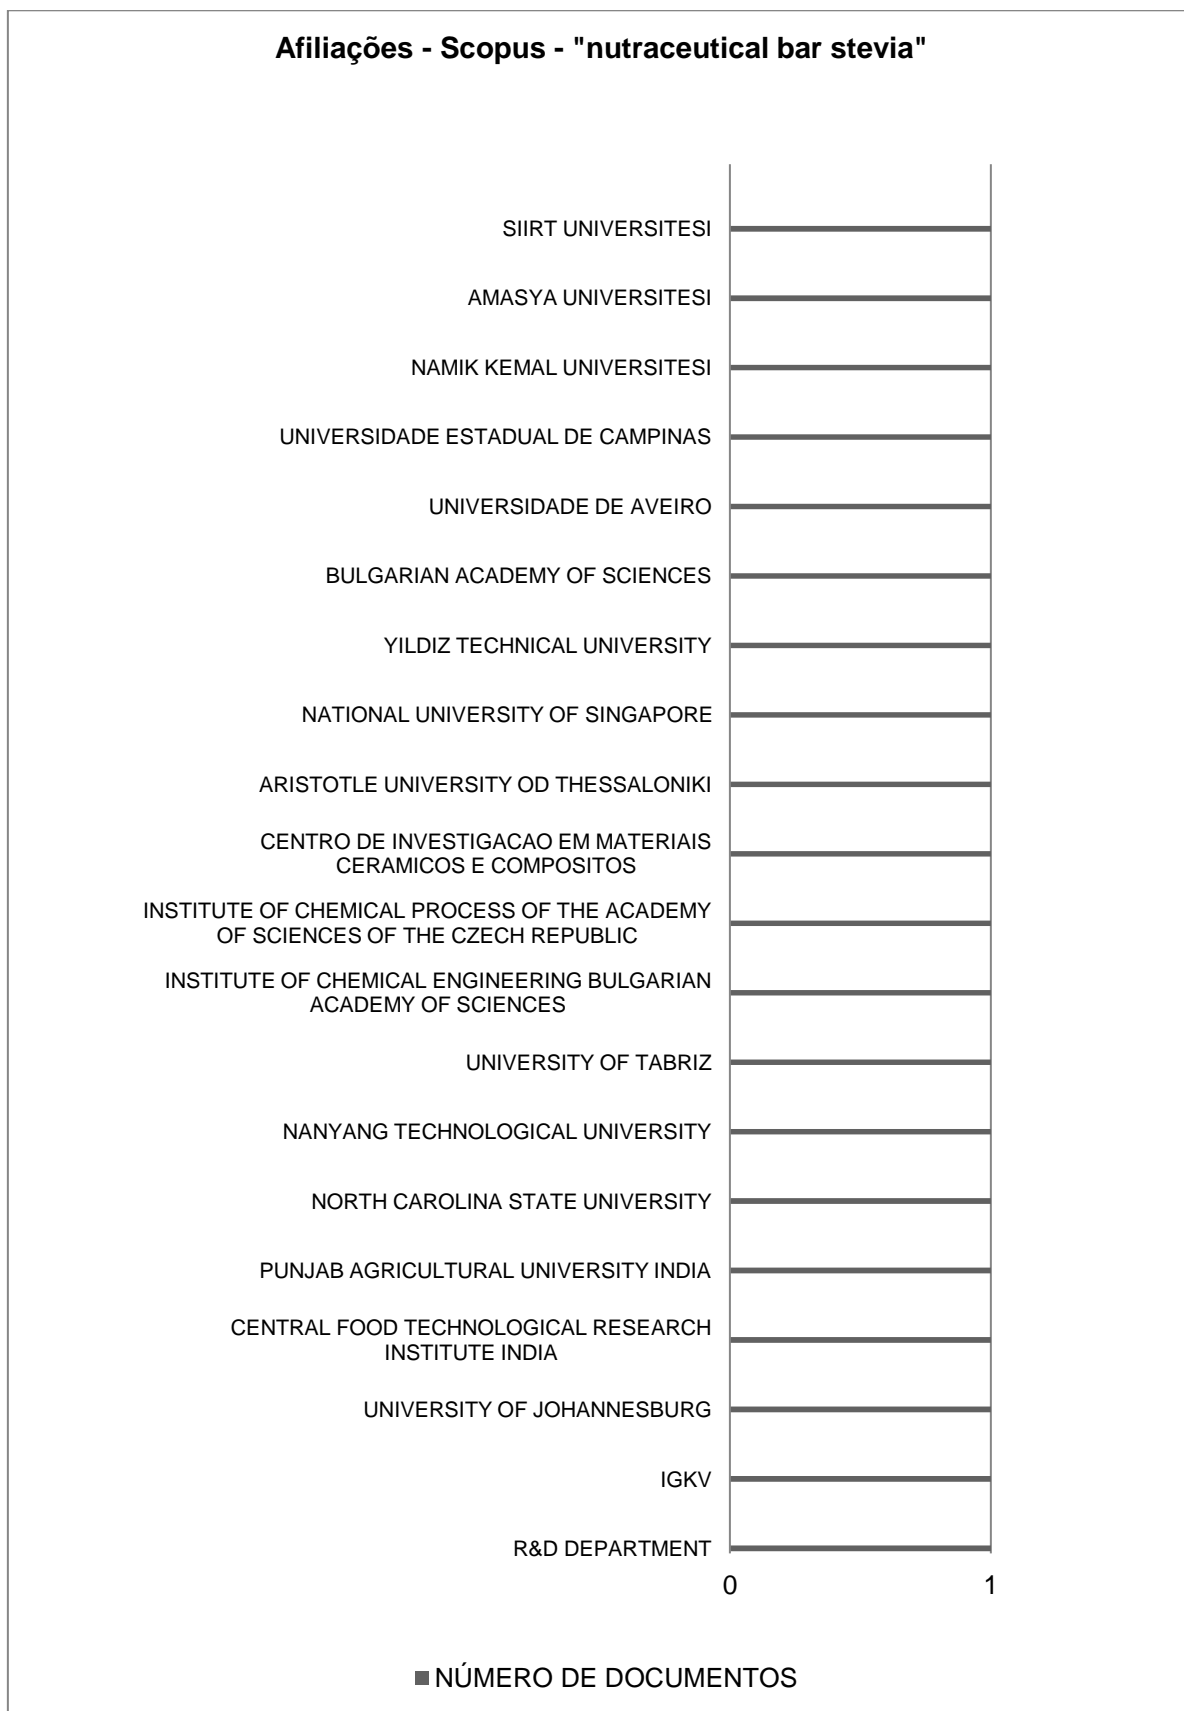 Afiliações - Scopus - "nutraceutical bar stevia"
SIIRT UNIVERSITESI
AMASYA UNIVERSITESI
NAMIK KEMAL UNIVERSITESI
UNIVERSIDADE ESTADUAL DE CAMPINAS
UNIVERSIDADE DE AVEIRO
BULGARIAN ACADEMY OF SCIENCES
YILDIZ TECHNICAL UNIVERSITY
NATIONAL UNIVERSITY OF SINGAPORE
ARISTOTLE UNIVERSITY OD THESSALONIKI
CENTRO DE INVESTIGACAO EM MATERIAIS
CERAMICOS E COMPOSITOS
INSTITUTE OF CHEMICAL PROCESS OF THE ACADEMY
OF SCIENCES OF THE CZECH REPUBLIC
INSTITUTE OF CHEMICAL ENGINEERING BULGARIAN
ACADEMY OF SCIENCES
UNIVERSITY OF TABRIZ
NANYANG TECHNOLOGICAL UNIVERSITY
NORTH CAROLINA STATE UNIVERSITY
PUNJAB AGRICULTURAL UNIVERSITY INDIA
CENTRAL FOOD TECHNOLOGICAL RESEARCH
INSTITUTE INDIA
UNIVERSITY OF JOHANNESBURG
IGKV
R&D DEPARTMENT
0 1
NÚMERO DE DOCUMENTOS